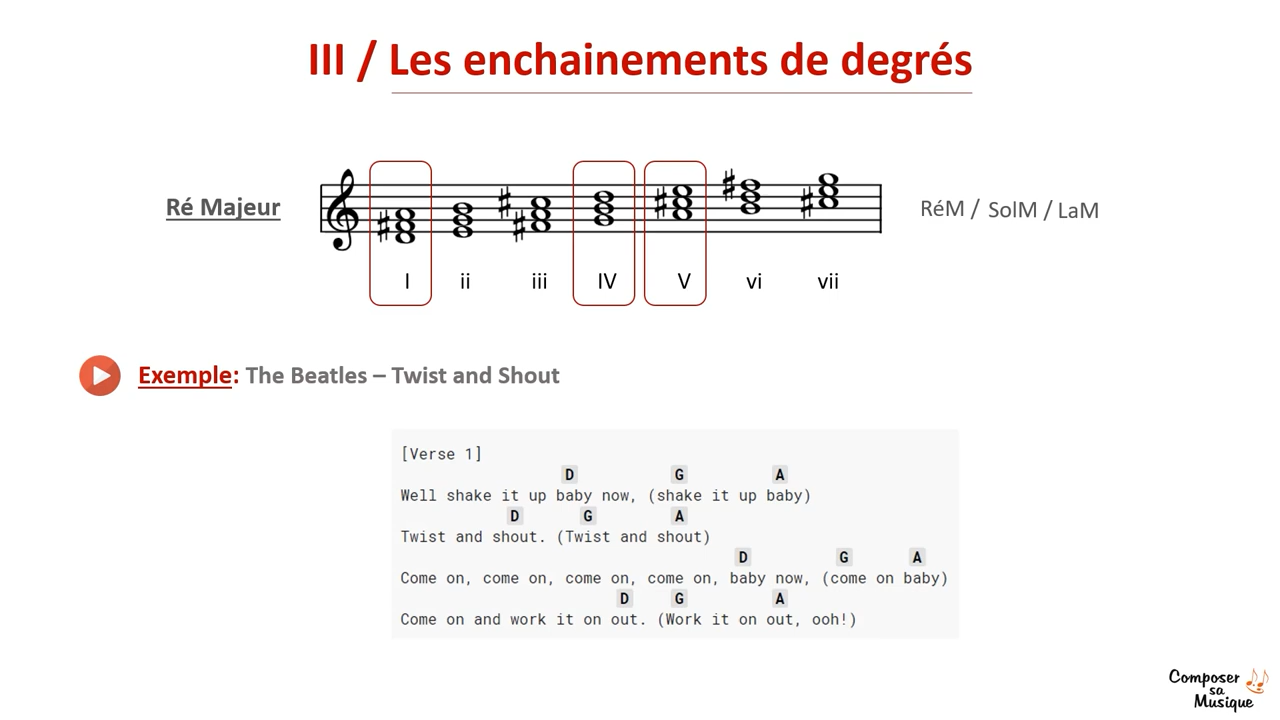 III / Les enchainements de degrés
Ré Majeur
RéM / SolM / LaM
I ii iii IV V vi vii
Exemple: The Beatles – Twist and Shout
[Verse 1]
D G A
Well shake it up baby now, (shake it up baby)
D G A
Twist and shout. (Twist and shout)
D G A
Come on, come on, come on, come on, baby now, (come on baby)
D G A
Come on and work it on out. (Work it on out, ooh!)
Composer
sa
Musique